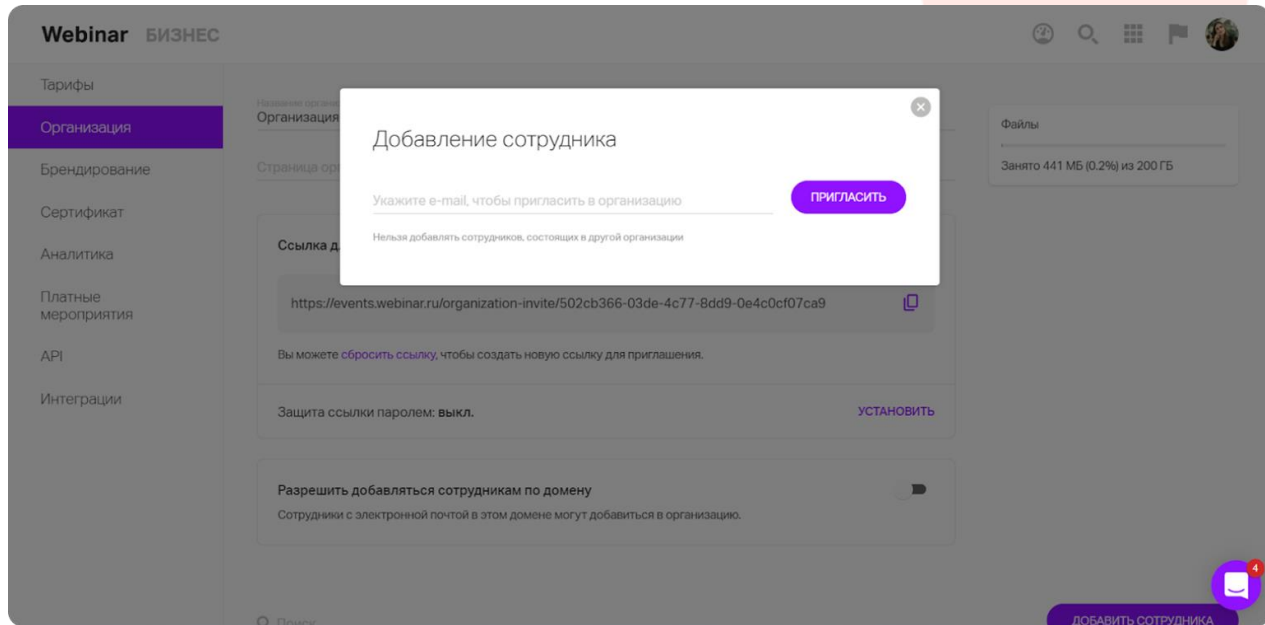 Webinar БИЗНЕС
Тарифы
Организация
Брендирование
Сертификат
Аналитика
Платные
мероприятия
API
Интеграции
Название органи
Организация
Страница орг
Добавление сотрудника
Укажите e-mail, чтобы пригласить в организацию
ПРИГЛАСИТЬ
Нельзя добавлять сотрудников, состоящих в другой организации
Файлы
Занято 441 МБ (0.2%) из 200 ГБ
Ссылка д
https://events.webinar.ru/organization-invite/502cb366-03de-4c77-8dd9-0e4c0cf07ca9
Вы можете сбросить ссылку, чтобы создать новую ссылку для приглашения.
Защита ссылки паролем: выкл.
УСТАНОВИТЬ
Разрешить добавляться сотрудникам по домену
Сотрудники с электронной почтой в этом домене могут добавиться в организацию.
4
Поиск
ДОБАВИТЬ СОТРУДНИКА